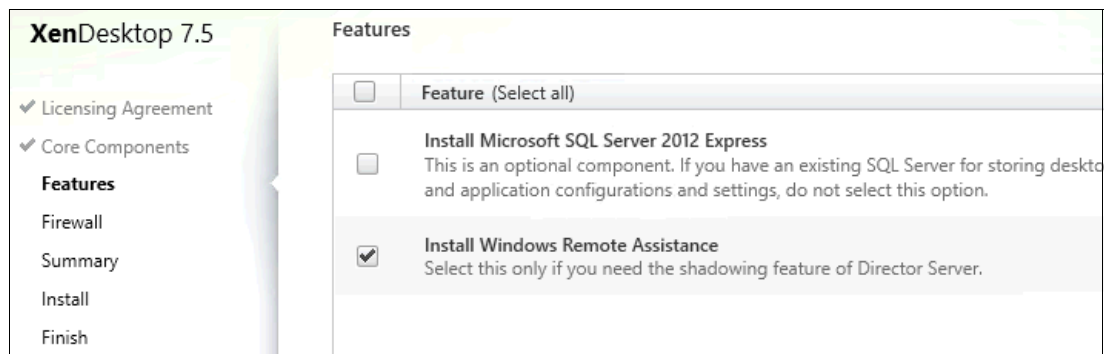 XenDesktop 7.5
Licensing Agreement
Core Components
Features
Firewall
Summary
Install
Finish
Features
Feature (Select all)
Install Microsoft SQL Server 2012 Express
This is an optional component. If you have an existing SQL Server for storing deskto
and application configurations and settings, do not select this option.
Install Windows Remote Assistance
Select this only if you need the shadowing feature of Director Server.